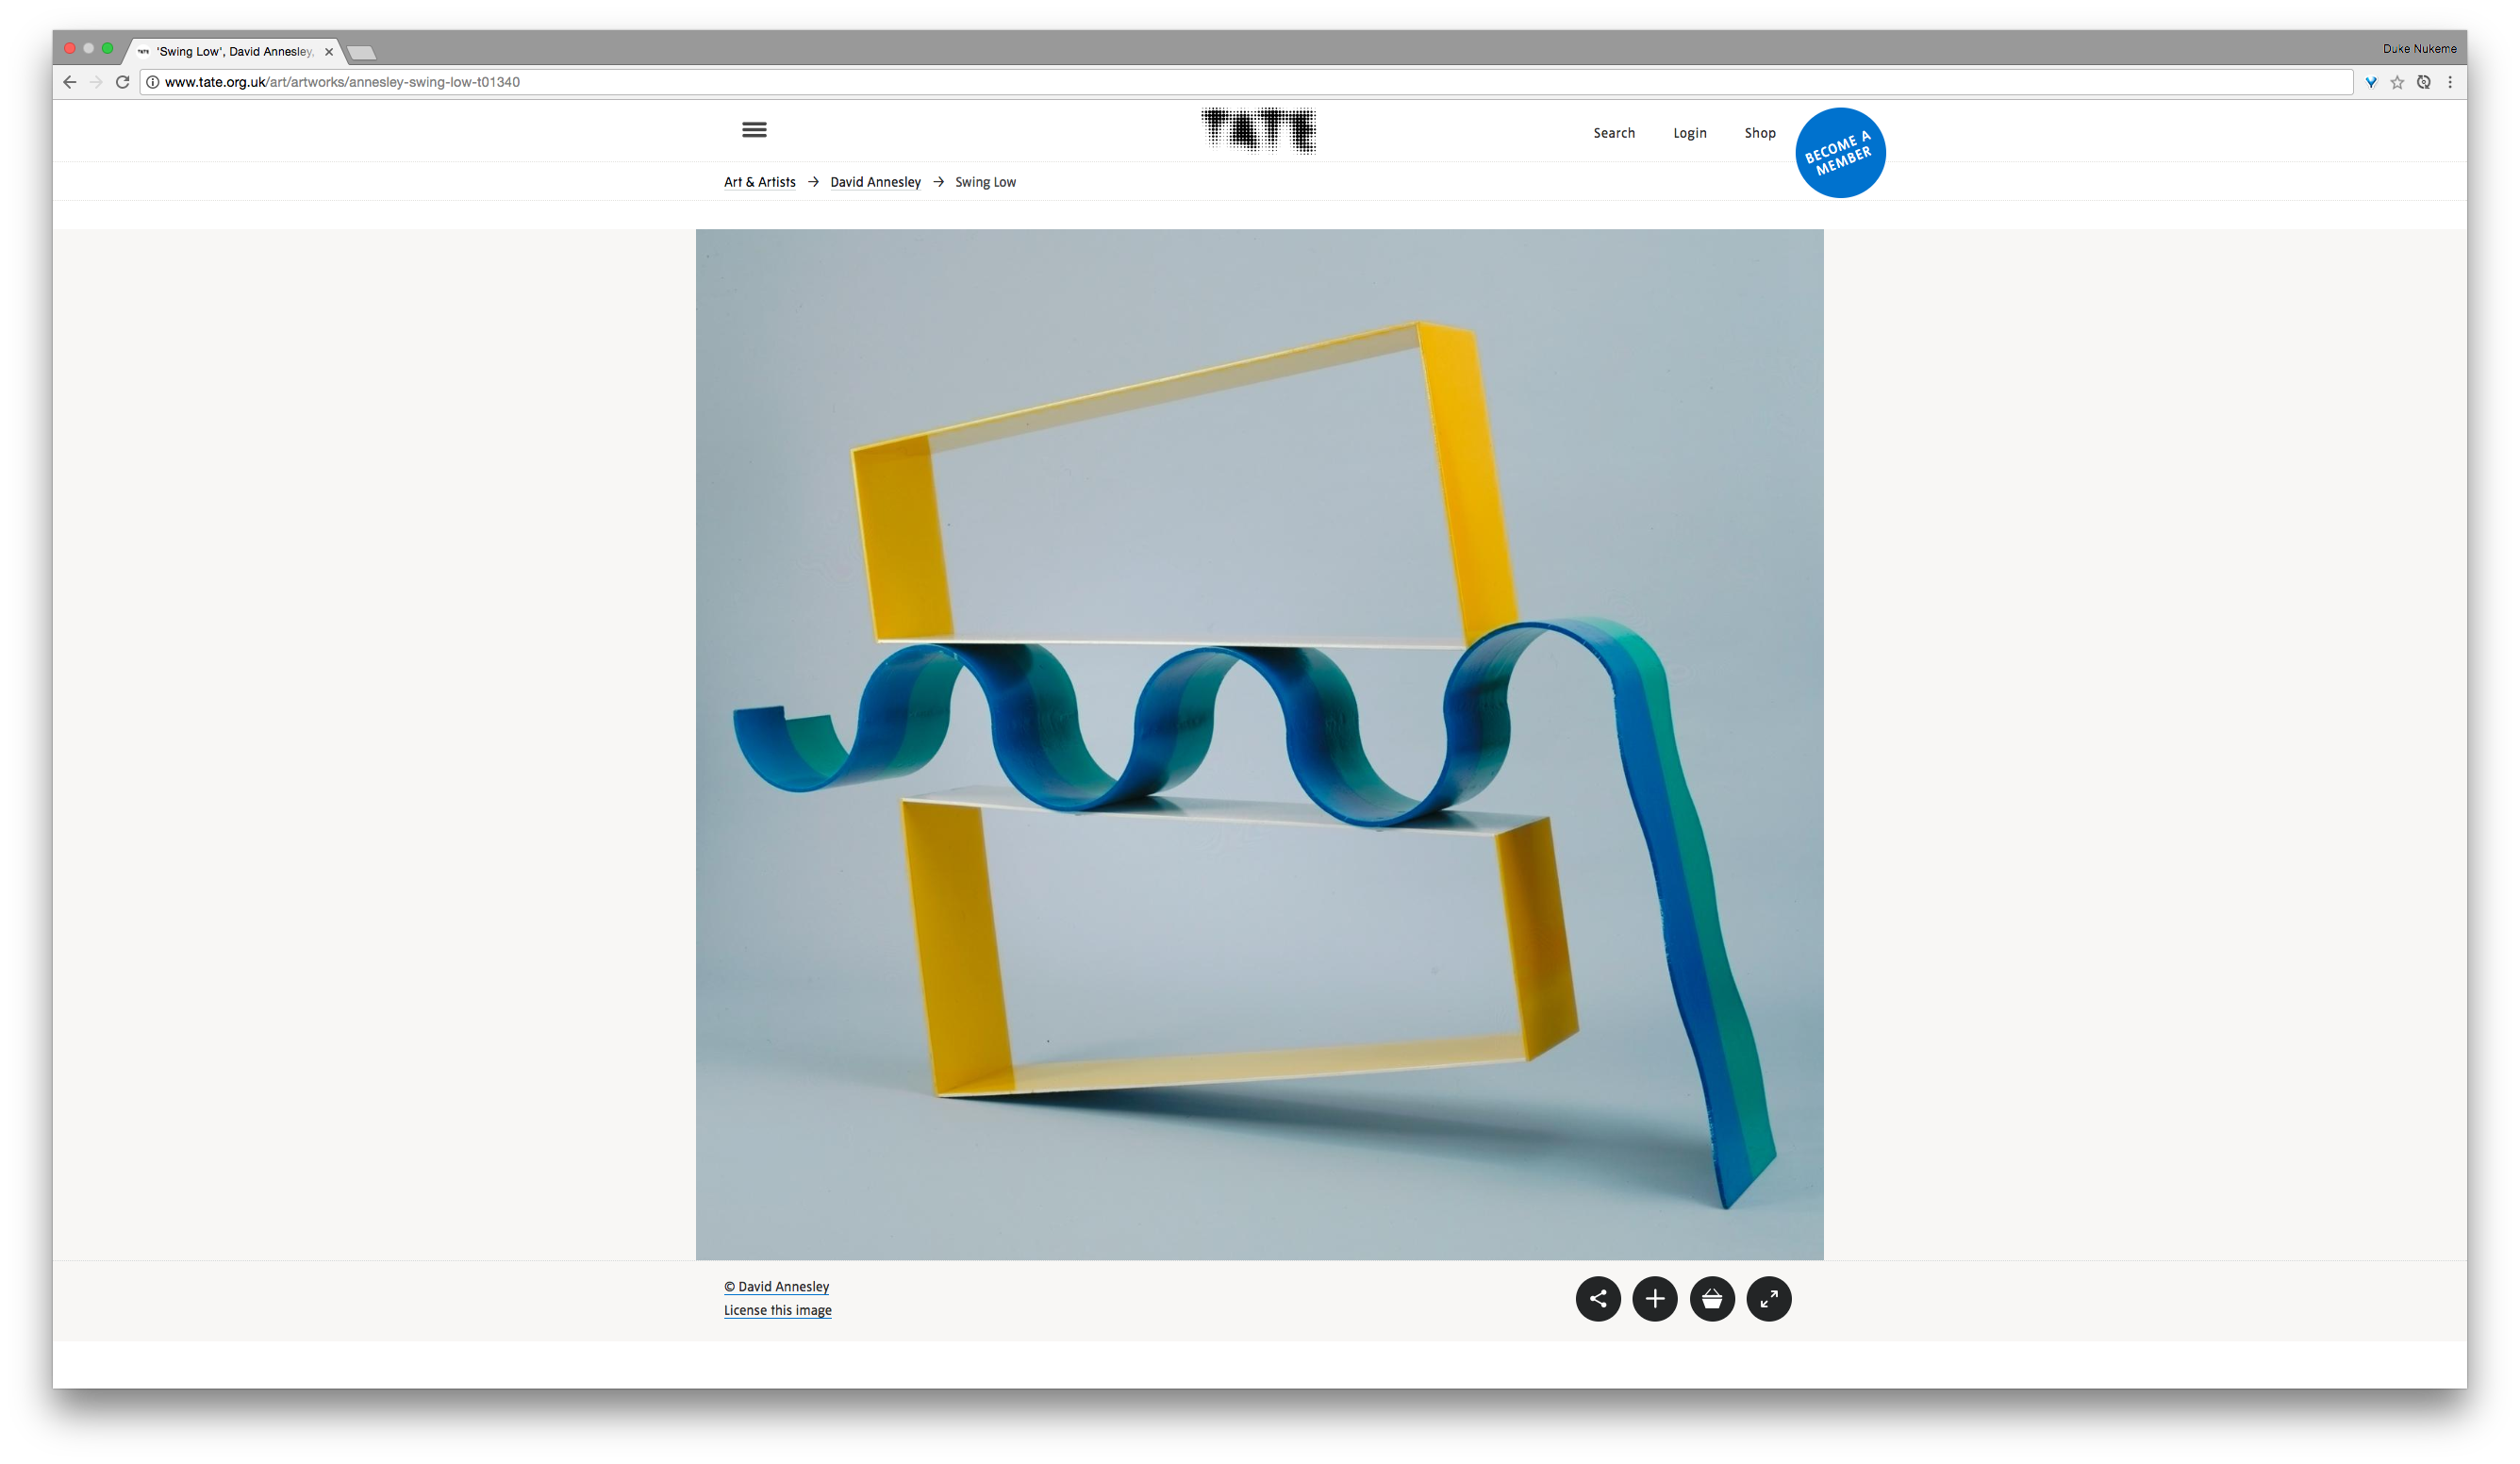 'Swing Low', David Annesley,
Duke Nukeme
www.tate.org.uk/art/artworks/annesley-swing-low-t01340
TATE
Search Login Shop
BECOME A
MEMBER
Art & Artists → David Annesley → Swing Low
© David Annesley
License this image